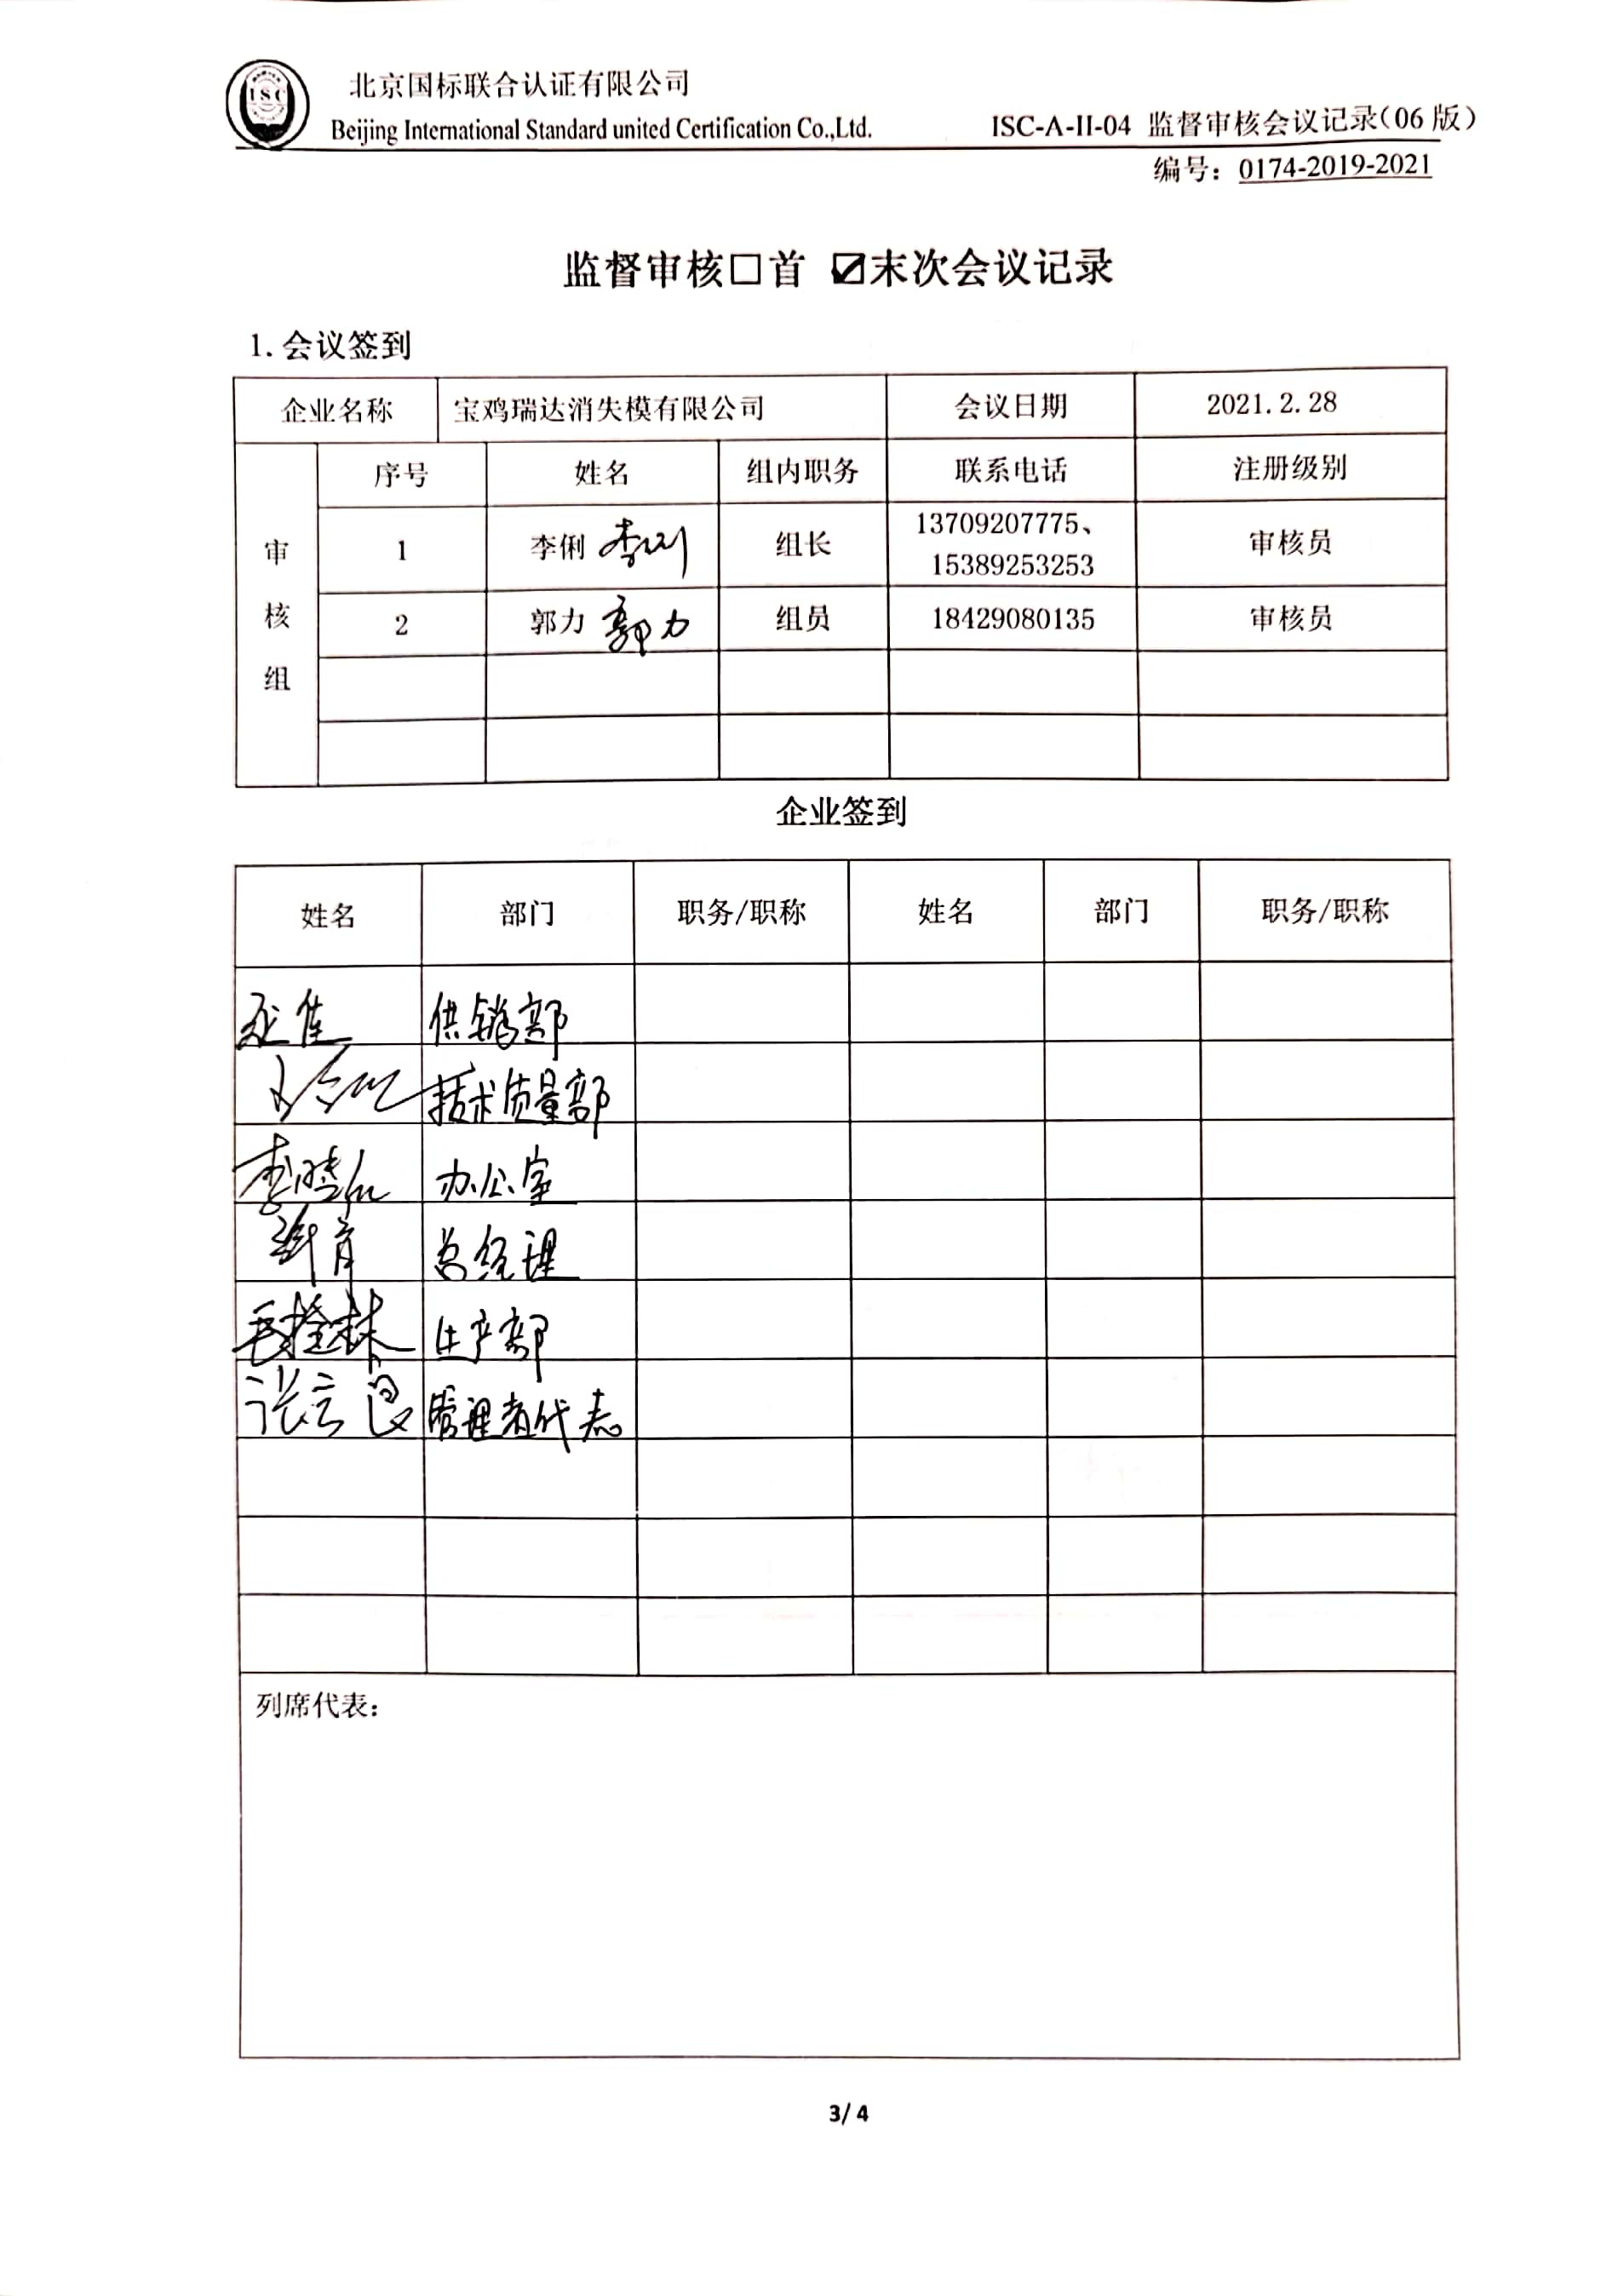 ISC
北京国标联合认证有限公司
Beijing International Standard united Certification Co.,Ltd.
ISC-A-II-04 监督审核会议记录(06版)
编号：0174-2019-2021
监督审核□首 ☑末次会议记录
1.会议签到
企业名称 宝鸡瑞达消失模有限公司 会议日期 2021.2.28
审核组
序号 姓名 组内职务 联系电话 注册级别
1 李俐 李俐 组长 13709207775、 审核员
15389253253
2 郭力 郭力 组员 18429080135 审核员
企业签到
姓名 部门 职务/职称 姓名 部门 职务/职称
供销部
技术质量部
办公室
总经理
生产部
管理者代表
列席代表：
3/4